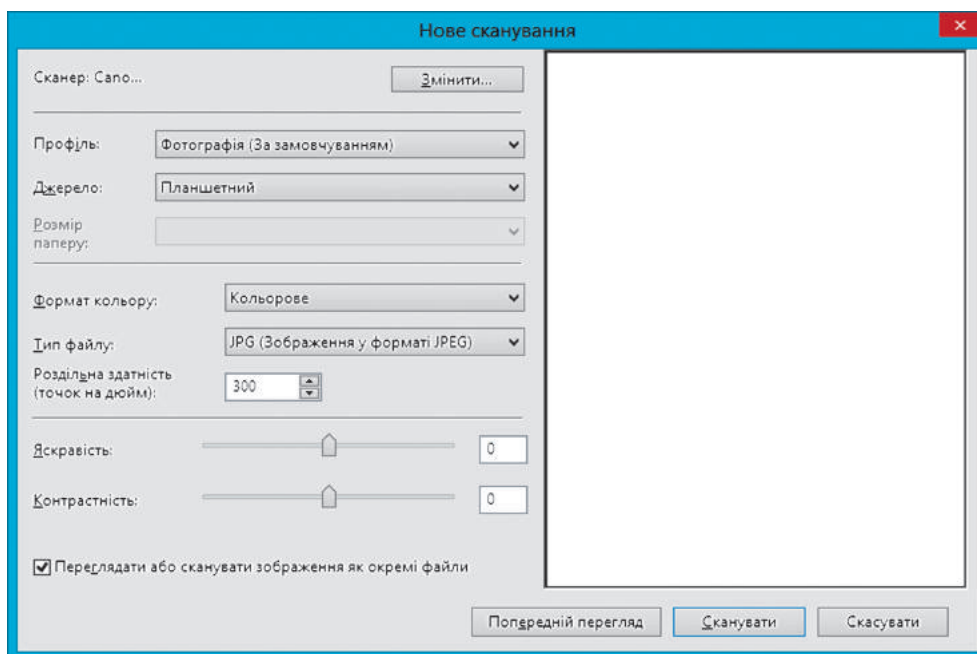 Нове сканування
Сканер: Cano...
Змінити...
Профіль:
Фотографія (За замовчуванням)
Джерело:
Планшетний
Розмір
паперу:
Формат кольору:
Кольорове
Тип файлу:
JPG (Зображення у форматі JPEG)
Роздільна здатність
(точок на дюйм):
300
Яскравість:
0
Контрастність:
0
Переглядати або сканувати зображення як окремі файли
Попередній перегляд
Сканувати
Скасувати